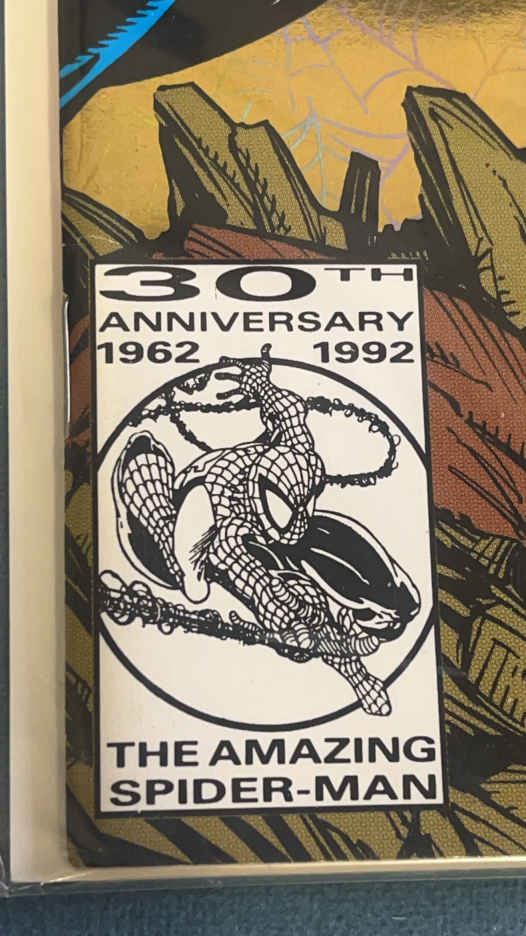 30TH
ANNIVERSARY
1962 1992
THE AMAZING
SPIDER-MAN